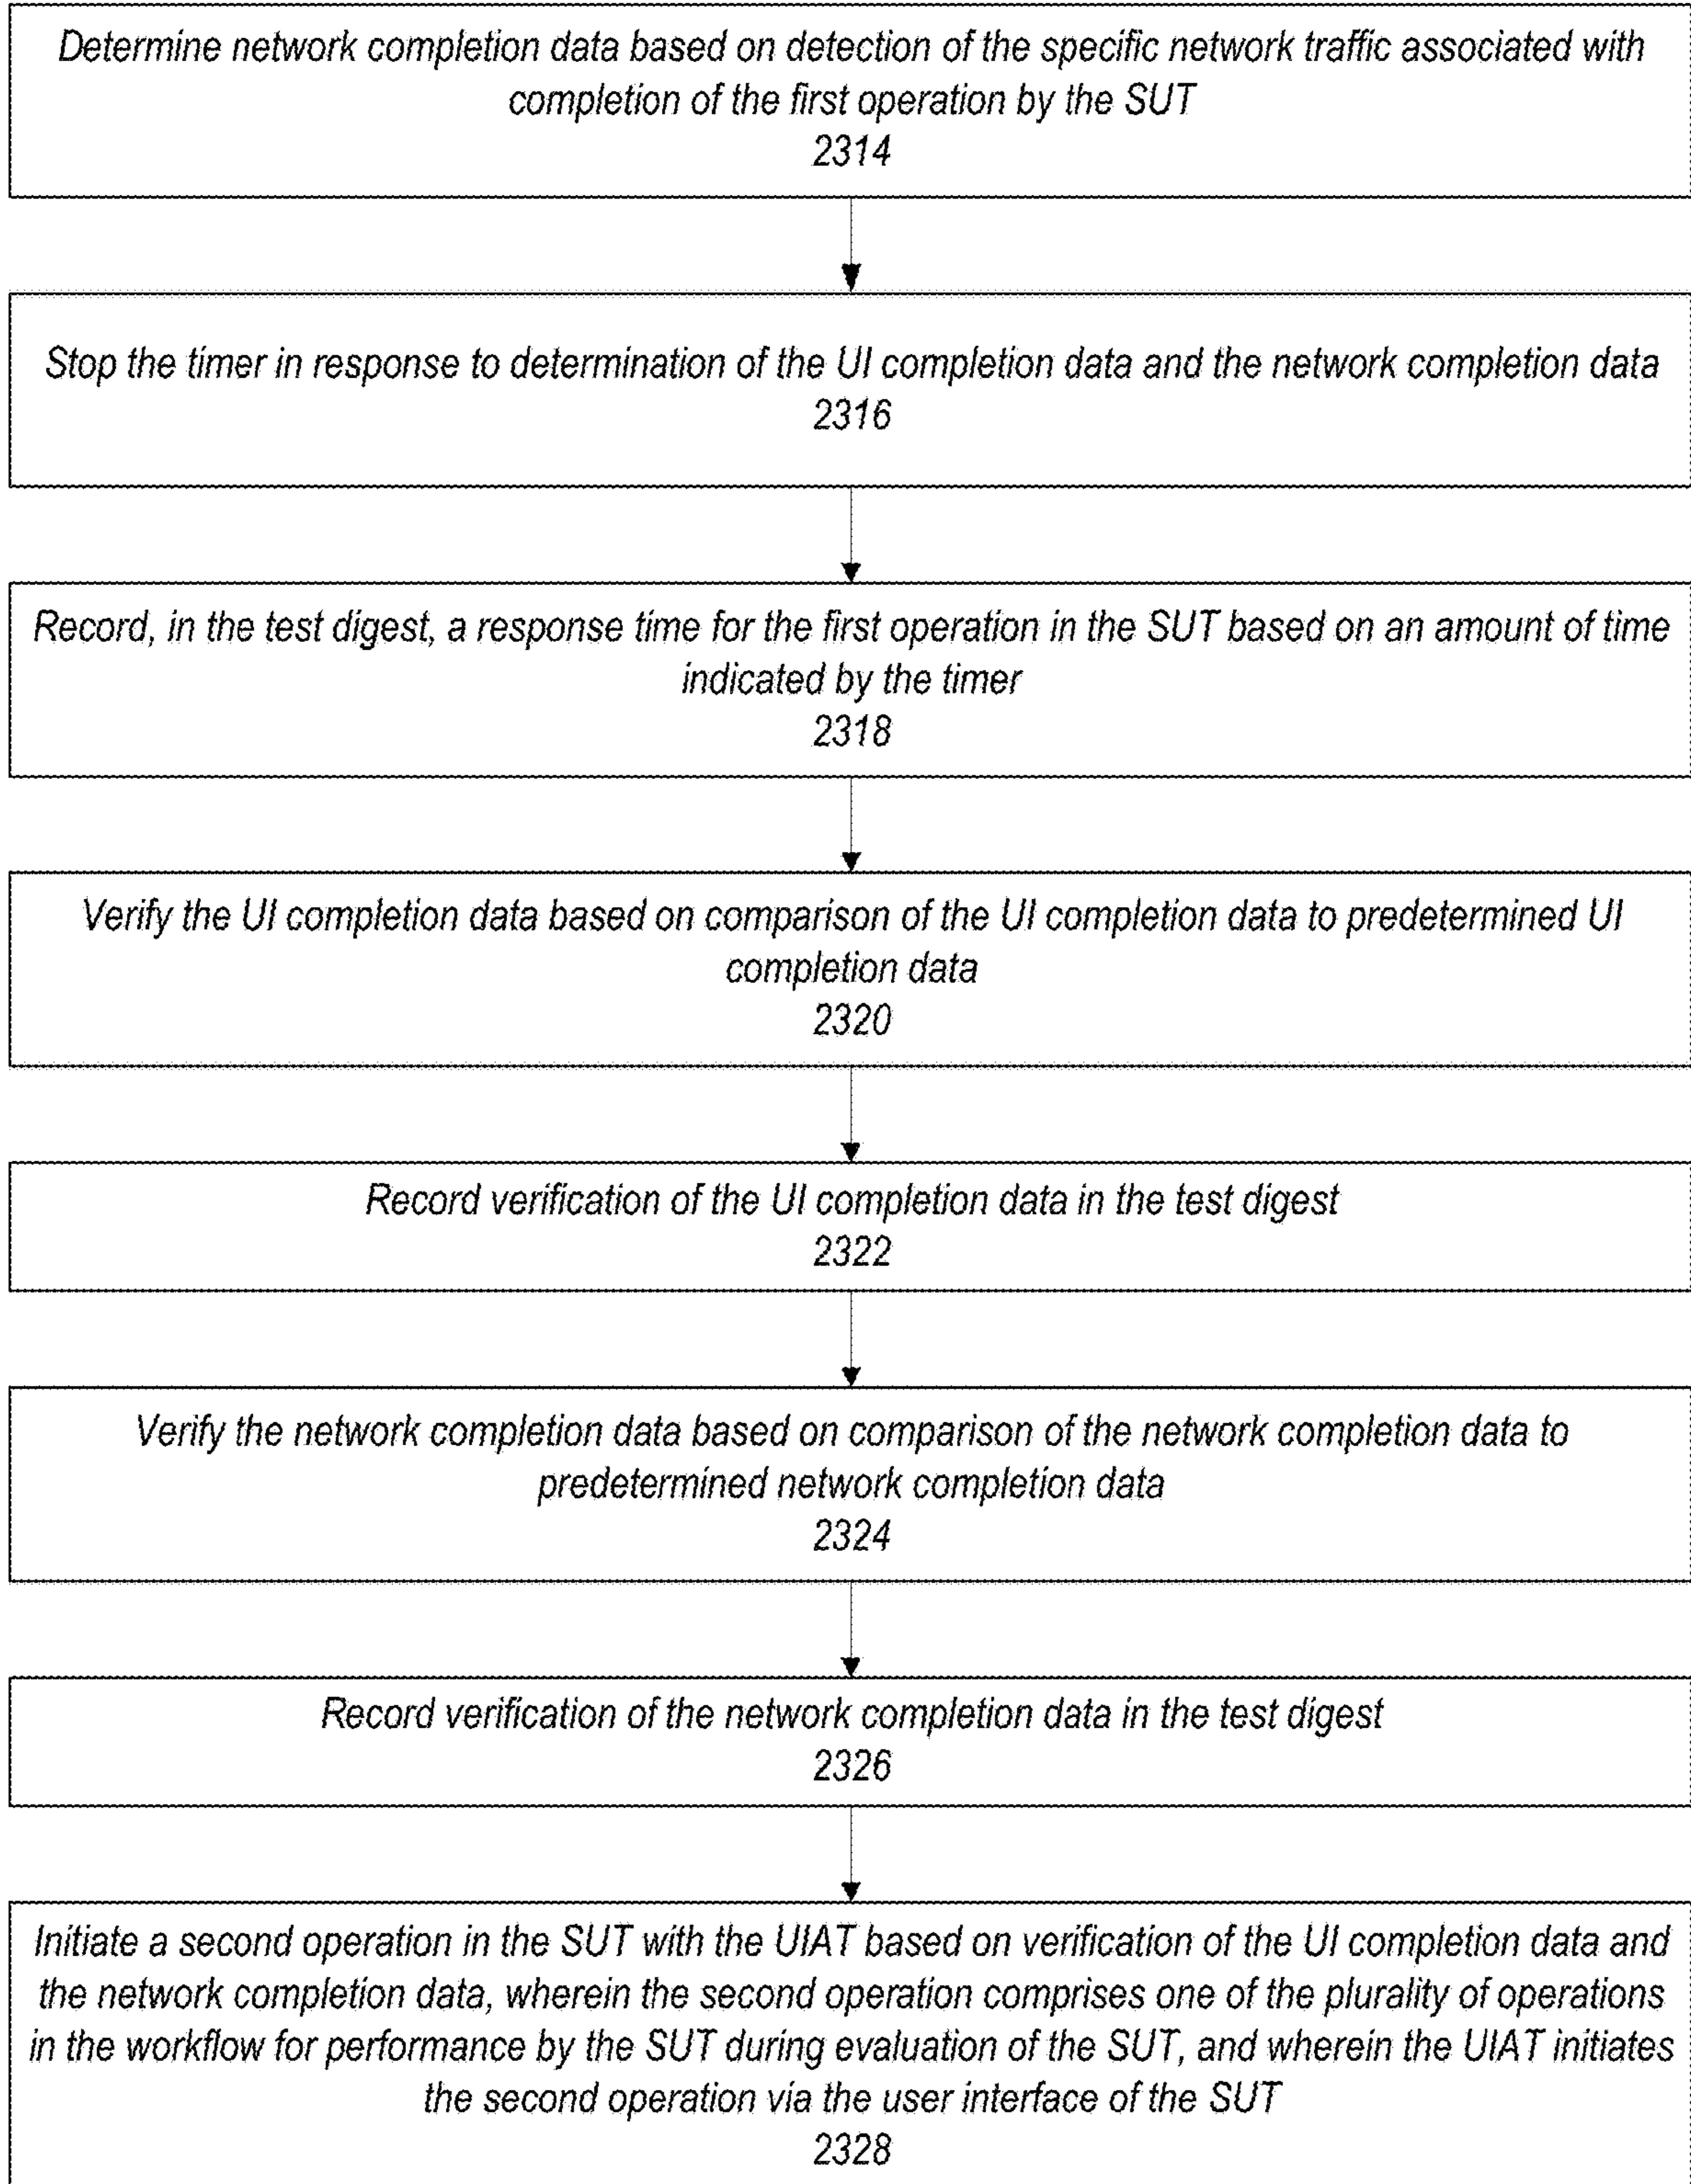 Determine network completion data based on detection of the specific network traffic associated with
completion of the first operation by the SUT
2314
Stop the timer in response to determination of the UI completion data and the network completion data
2316
Record, in the test digest, a response time for the first operation in the SUT based on an amount of time
indicated by the timer
2318
Verify the UI completion data based on comparison of the UI completion data to predetermined UI
completion data
2320
Record verification of the UI completion data in the test digest
2322
Verify the network completion data based on comparison of the network completion data to
predetermined network completion data
2324
Record verification of the network completion data in the test digest
2326
Initiate a second operation in the SUT with the UIAT based on verification of the UI completion data and
the network completion data, wherein the second operation comprises one of the plurality of operations
in the workflow for performance by the SUT during evaluation of the SUT, and wherein the UIAT initiates
the second operation via the user interface of the SUT
2328